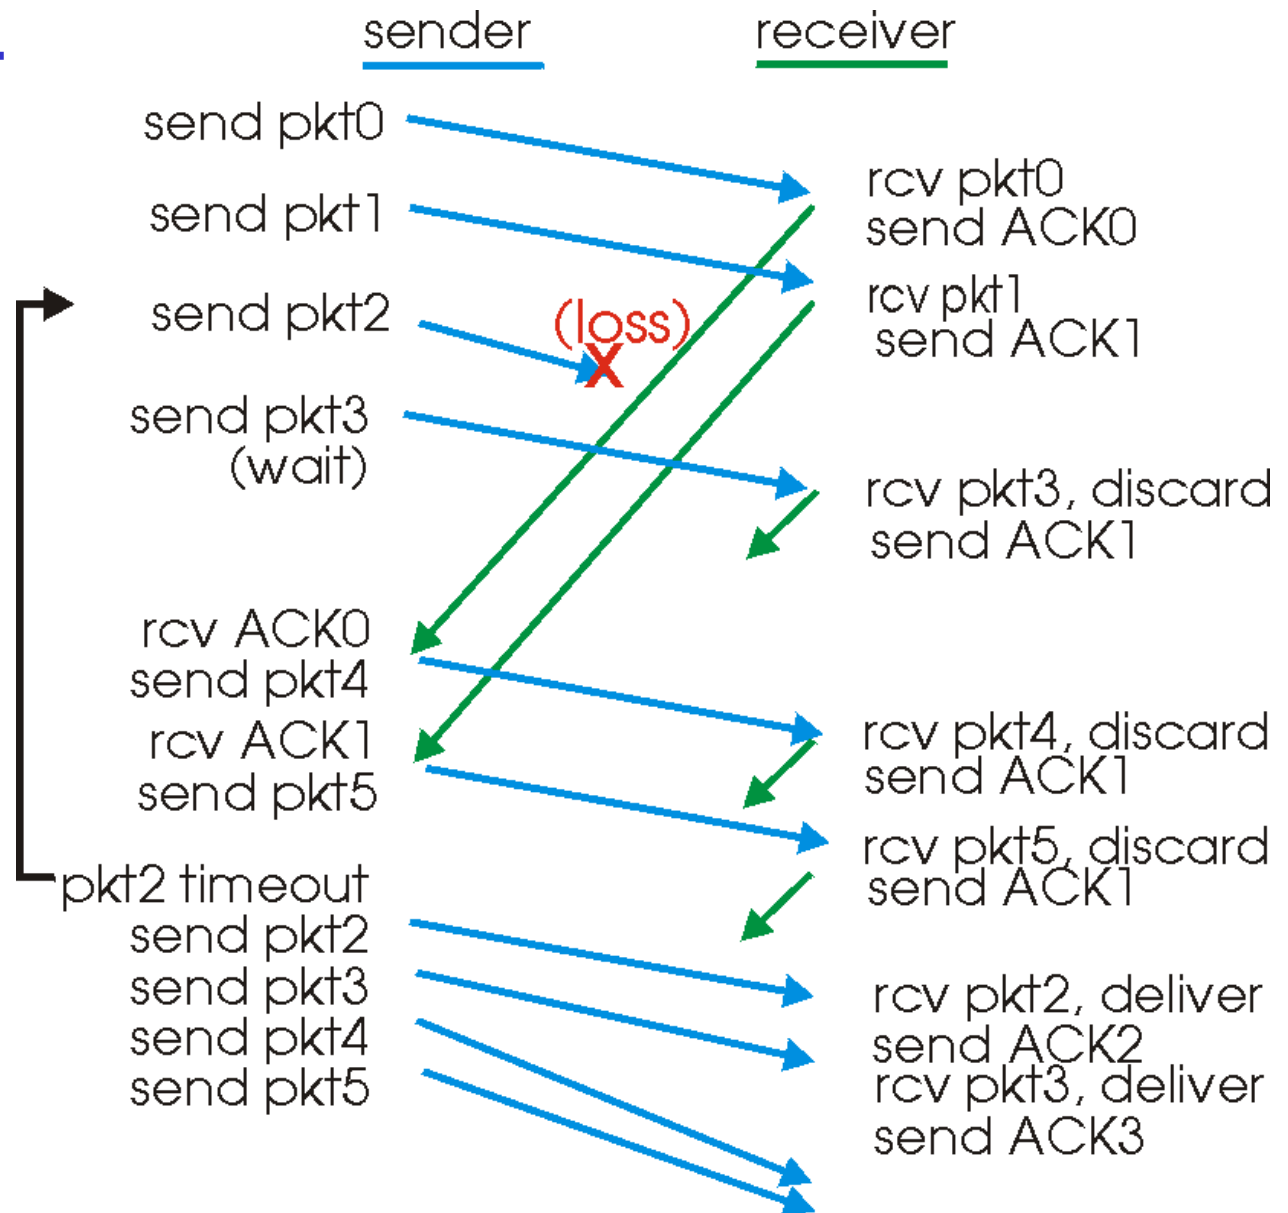 sender
receiver
send pkt0
send pkt1
send pkt2
(loss)
X
send pkt3
(wait)
rcv ACK0
send pkt4
rcv ACK1
send pkt5
pkt2 timeout
send pkt2
send pkt3
send pkt4
send pkt5
rcv pkt0
send ACK0
rcv pkt1
send ACK1
rcv pkt3, discard
send ACK1
rcv pkt4, discard
send ACK1
rcv pkt5, discard
send ACK1
rcv pkt2, deliver
send ACK2
rcv pkt3, deliver
send ACK3